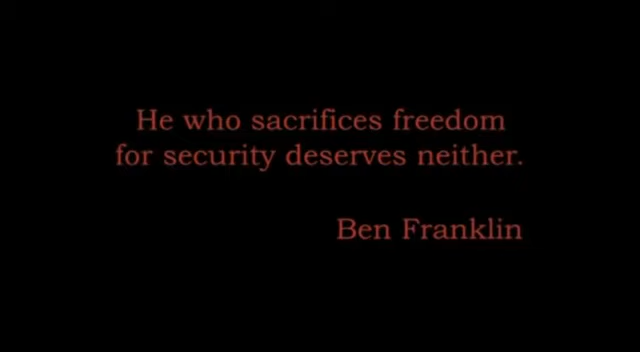 He who sacrifices freedom
for security deserves neither.
Ben Franklin